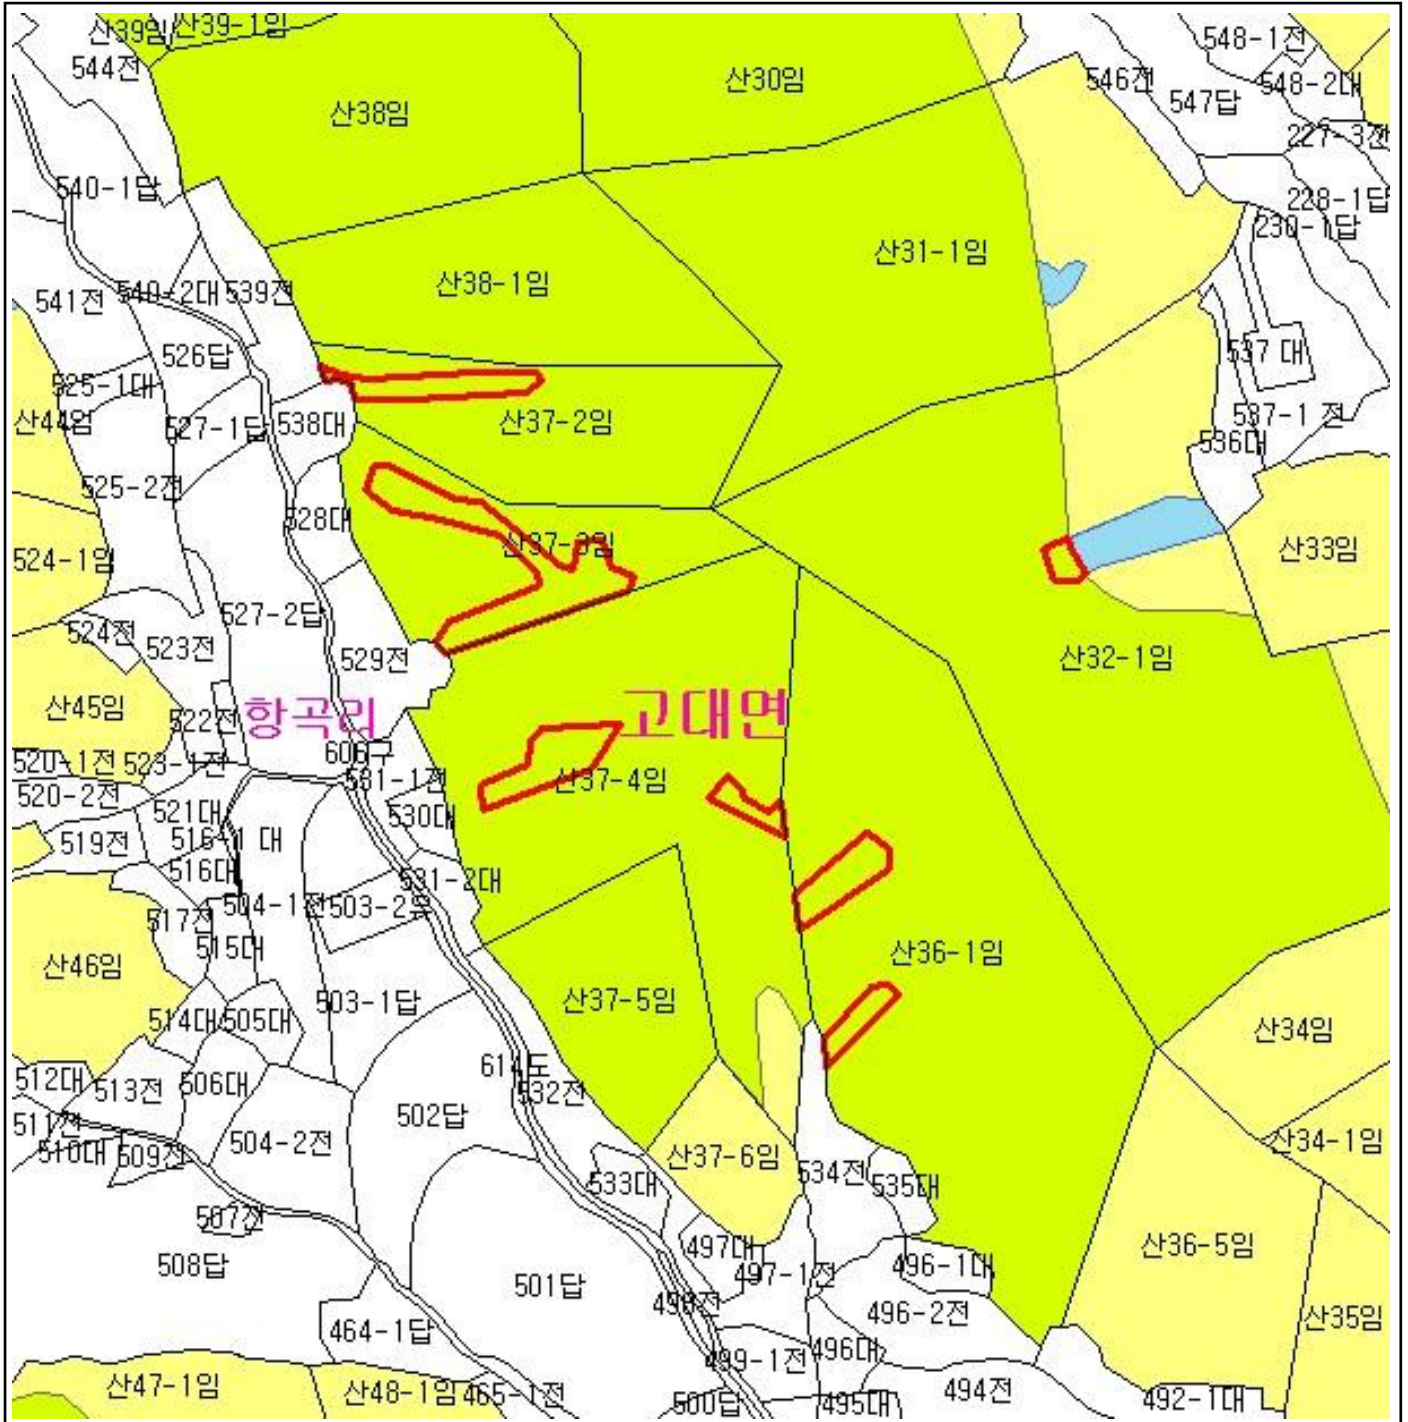 산39임
산39-1임
544전
산38임
산30임
548-1전
546전
548-2대
547답
227-3전
540-1답
228-1답
230-1답
산31-1임
산38-1임
541전
540-2대
539전
526답
537 대
525-1대
산44임
527-1답
538대
산37-2임
537-1 전
536대
525-2전
528대
산37-3임
산33임
524-1임
527-2답
524전
523전
529전
산32-1임
산45임
522전
항곡리
고대면
606구
520-1전
523-1전
531-1전
산37-4임
520-2전
521대
530대
519전
516-1 대
516대
531-2대
504-1전
503-2유
517전
515대
산46임
산36-1임
503-1답
산37-5임
514대
505대
산34임
614도
512대
513전
506대
532전
502답
511전
510대
509전
504-2전
산34-1임
산37-6임
534전
533대
535대
507전
497대
산36-5임
508답
497-1전
496-1대
501답
498전
496-2전
464-1답
산35임
499-1전
496대
산47-1임
산48-1임
465-1전
494전
500답
495대
492-1대